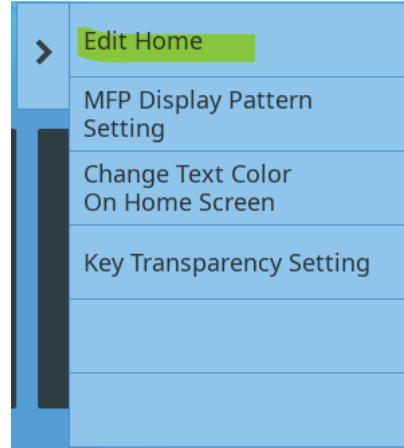 Edit Home
MFP Display Pattern
Setting
Change Text Color
On Home Screen
Key Transparency Setting